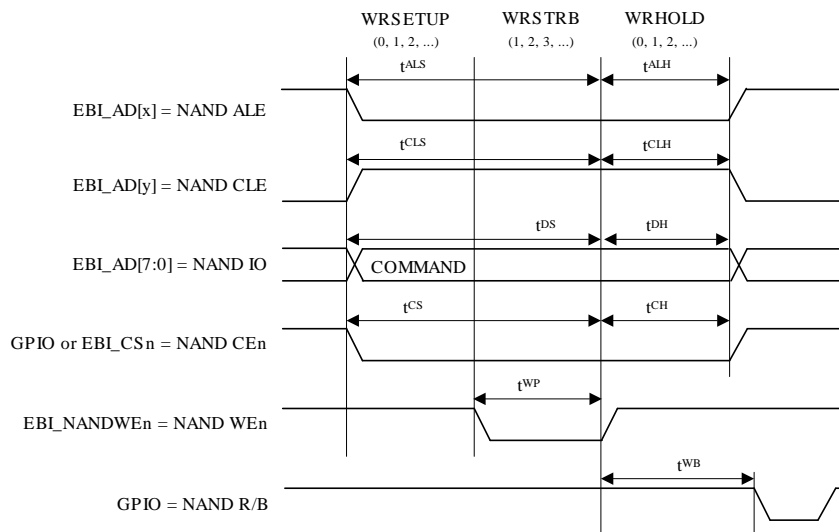 WRSETUP WRSTRB WRHOLD
(0, 1, 2, ...) (1, 2, 3, ...) (0, 1, 2, ...)
tALS tALH
EBI_AD[x] = NAND ALE
tCLS tCLH
EBI_AD[y] = NAND CLE
tDS tDH
EBI_AD[7:0] = NAND IO COMMAND
tCS tCH
GPIO or EBI_CSn = NAND CEn
tWP
EBI_NANDWEn = NAND WEn
tWB
GPIO = NAND R/B